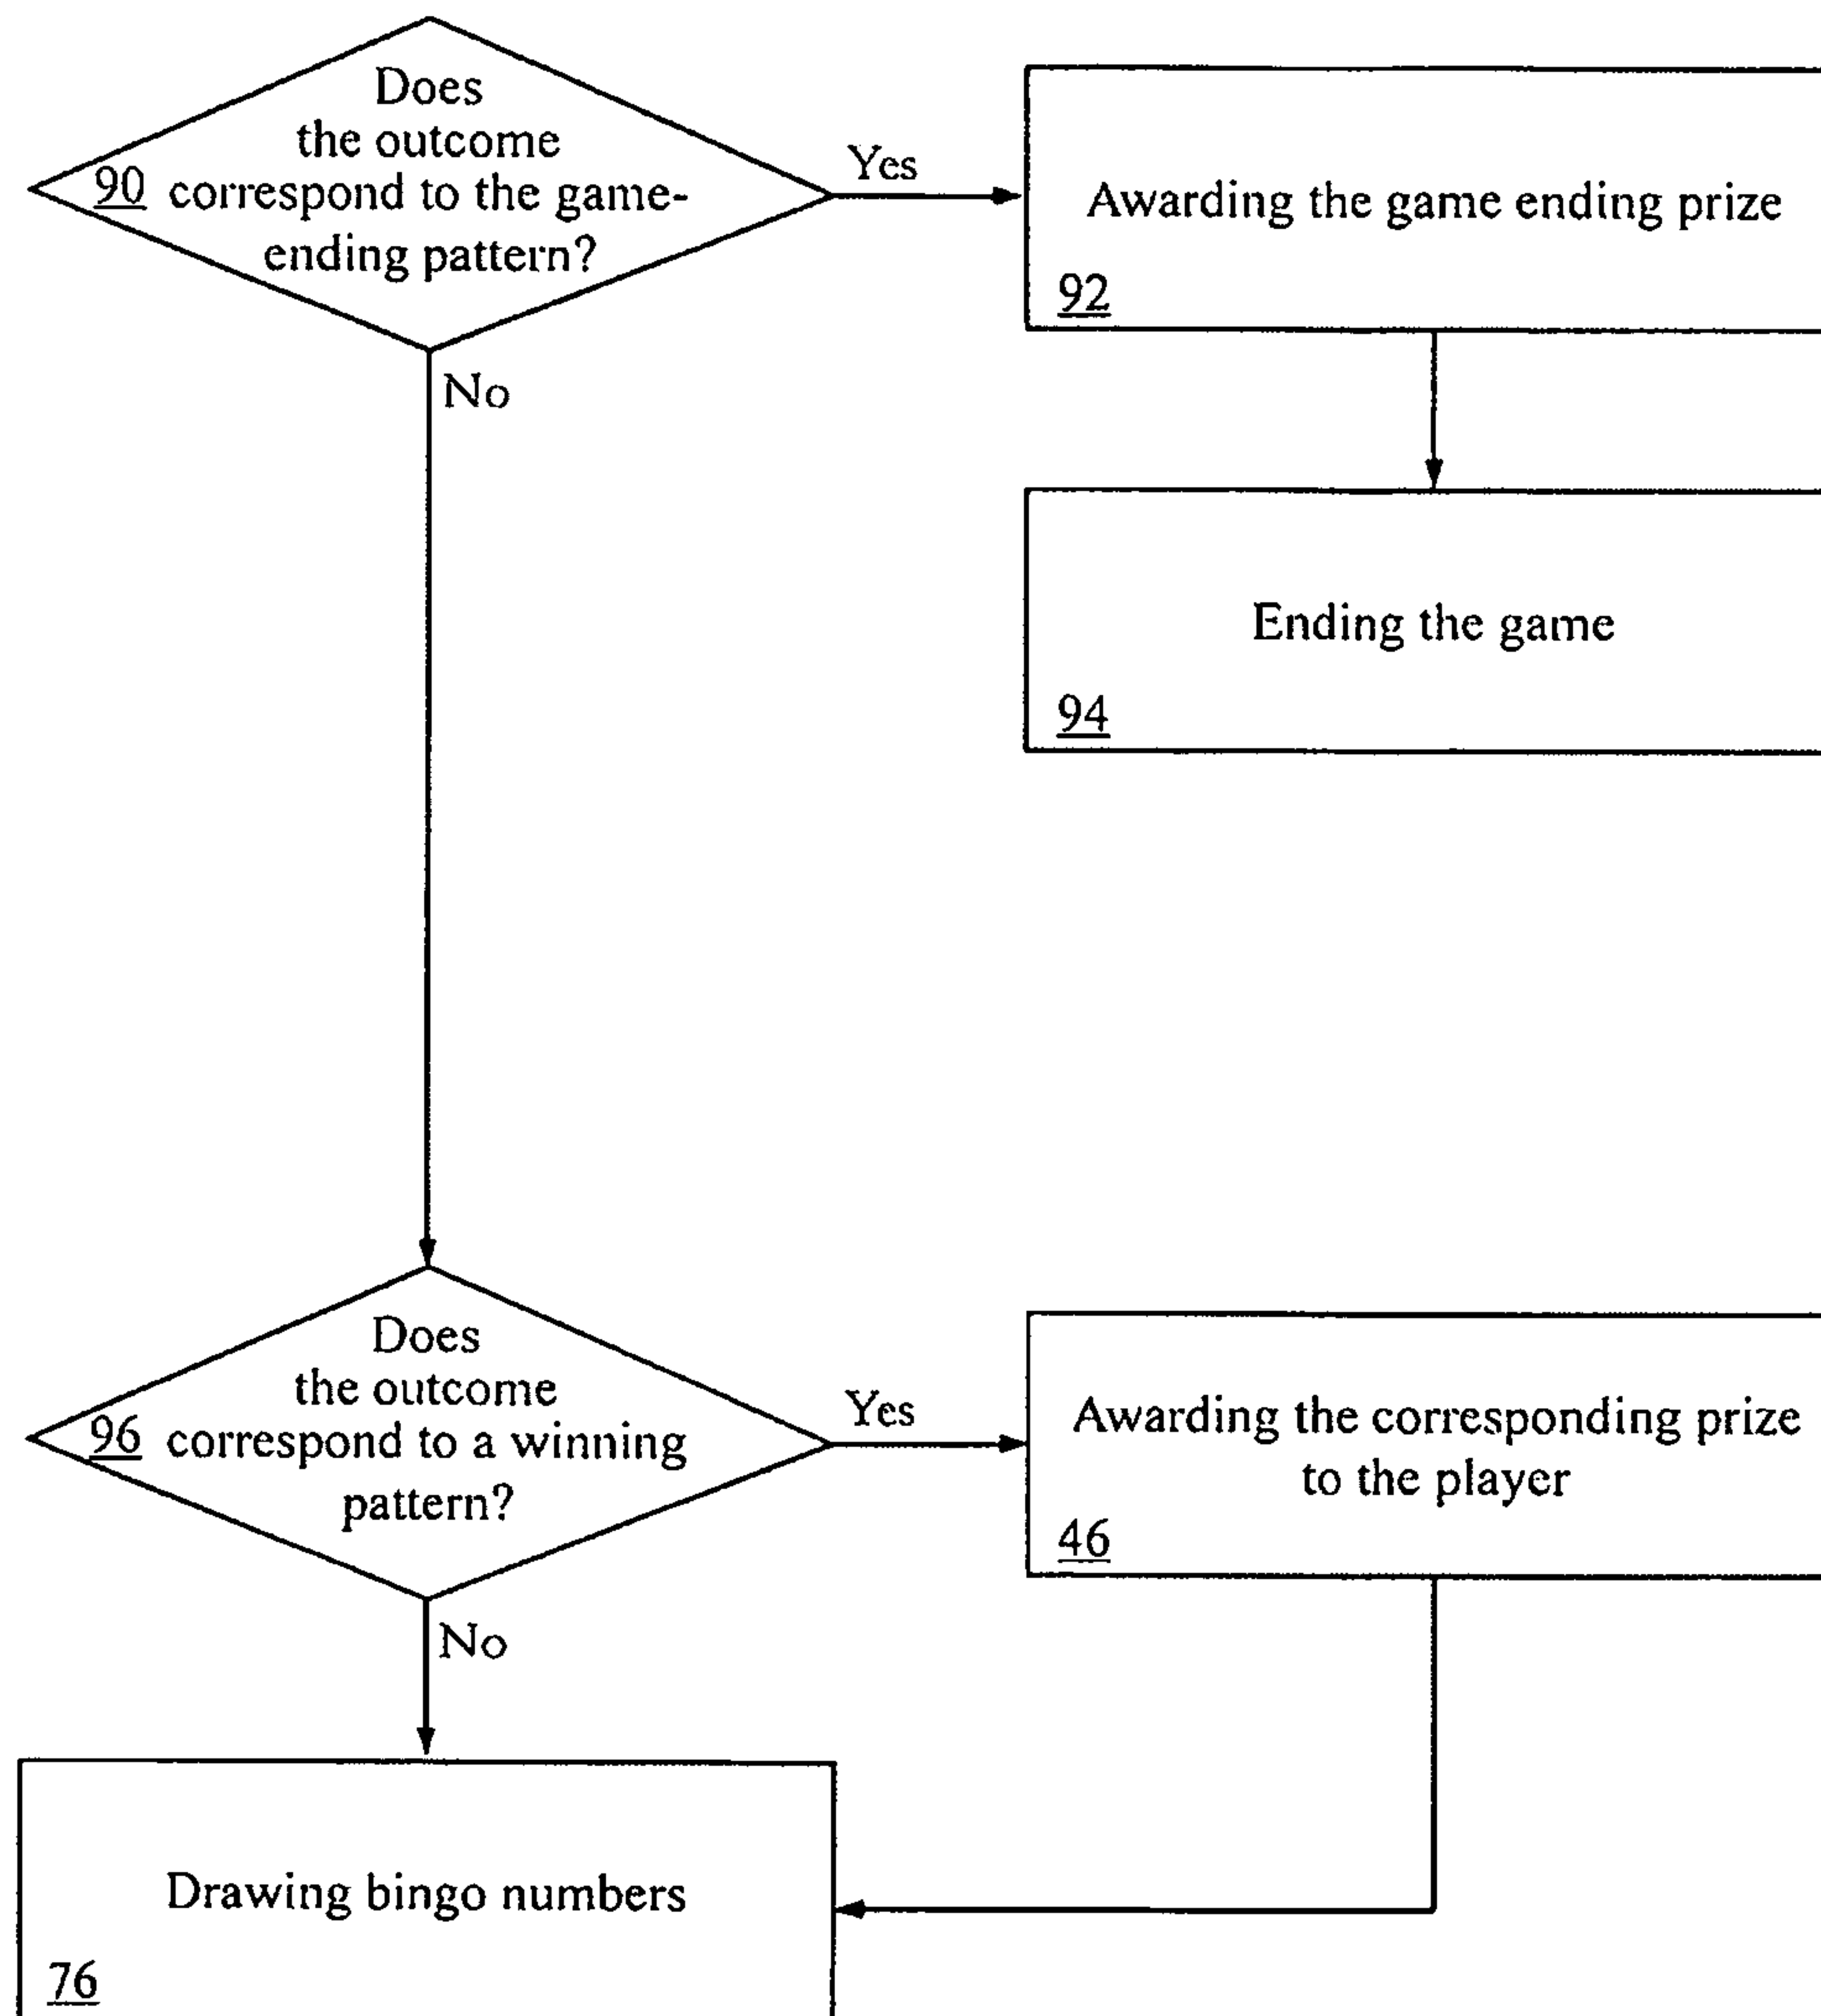 Does
the outcome
90 correspond to the game-
ending pattern?
Yes
Awarding the game ending prize
92
No
Ending the game
94
Does
the outcome
96 correspond to a winning
pattern?
Yes
Awarding the corresponding prize
to the player
46
No
Drawing bingo numbers
76